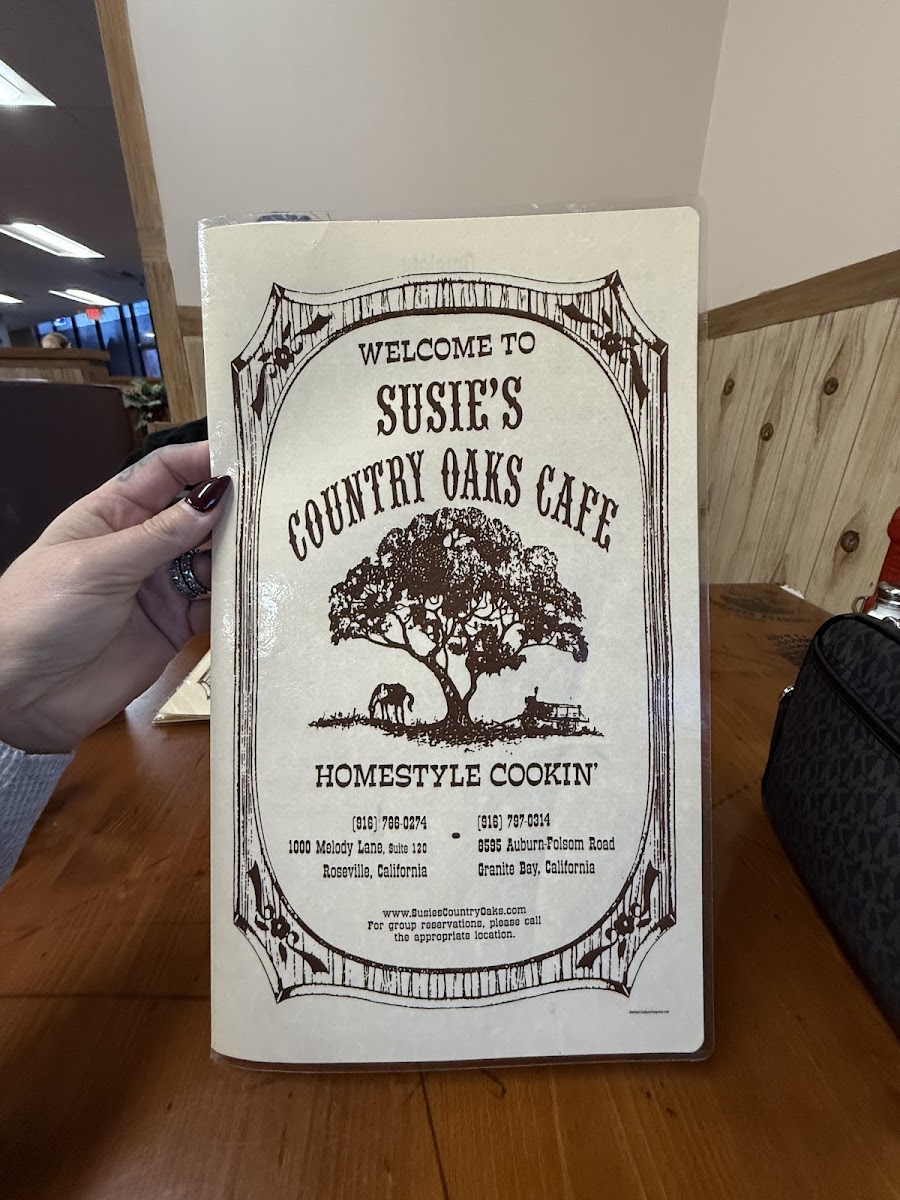 WELCOME TO
SUSIE'S
COUNTRY OAKS CAFE
HOMESTYLE COOKIN'
(916) 786-0274
1000 Melody Lane, Suite 120
Roseville, California
(916) 797-0314
8595 Auburn-Folsom Road
Granite Bay, California
www.SusiesCountryOaks.com
For group reservations, please call
the appropriate location.